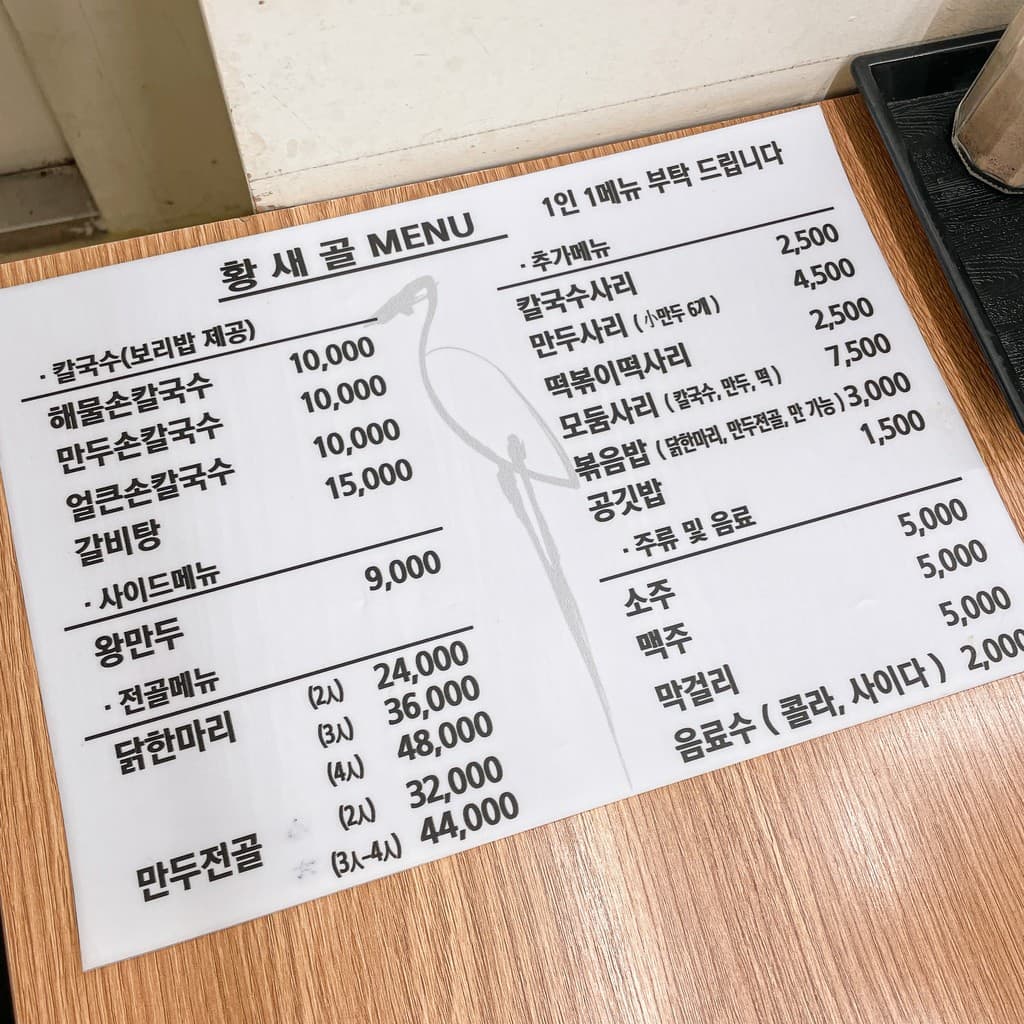 황새골 MENU
· 칼국수(보리밥 제공)
해물손칼국수 10,000
만두손칼국수 10,000
얼큰손칼국수 10,000
갈비탕 15,000
· 사이드메뉴
왕만두 9,000
· 전골메뉴
닭한마리 (2人) 24,000
(3人) 36,000
(4人) 48,000
만두전골 (2人) 32,000
(3人-4人) 44,000
1인 1메뉴 부탁 드립니다
· 추가메뉴
칼국수사리 2,500
만두사리 (小만두 6개) 4,500
떡볶이떡사리 2,500
모둠사리 (칼국수, 만두, 떡) 7,500
볶음밥 (닭한마리, 만두전골, 만 가능) 3,000
공깃밥 1,500
· 주류 및 음료
소주 5,000
맥주 5,000
막걸리 5,000
음료수 ( 콜라, 사이다 ) 2,000